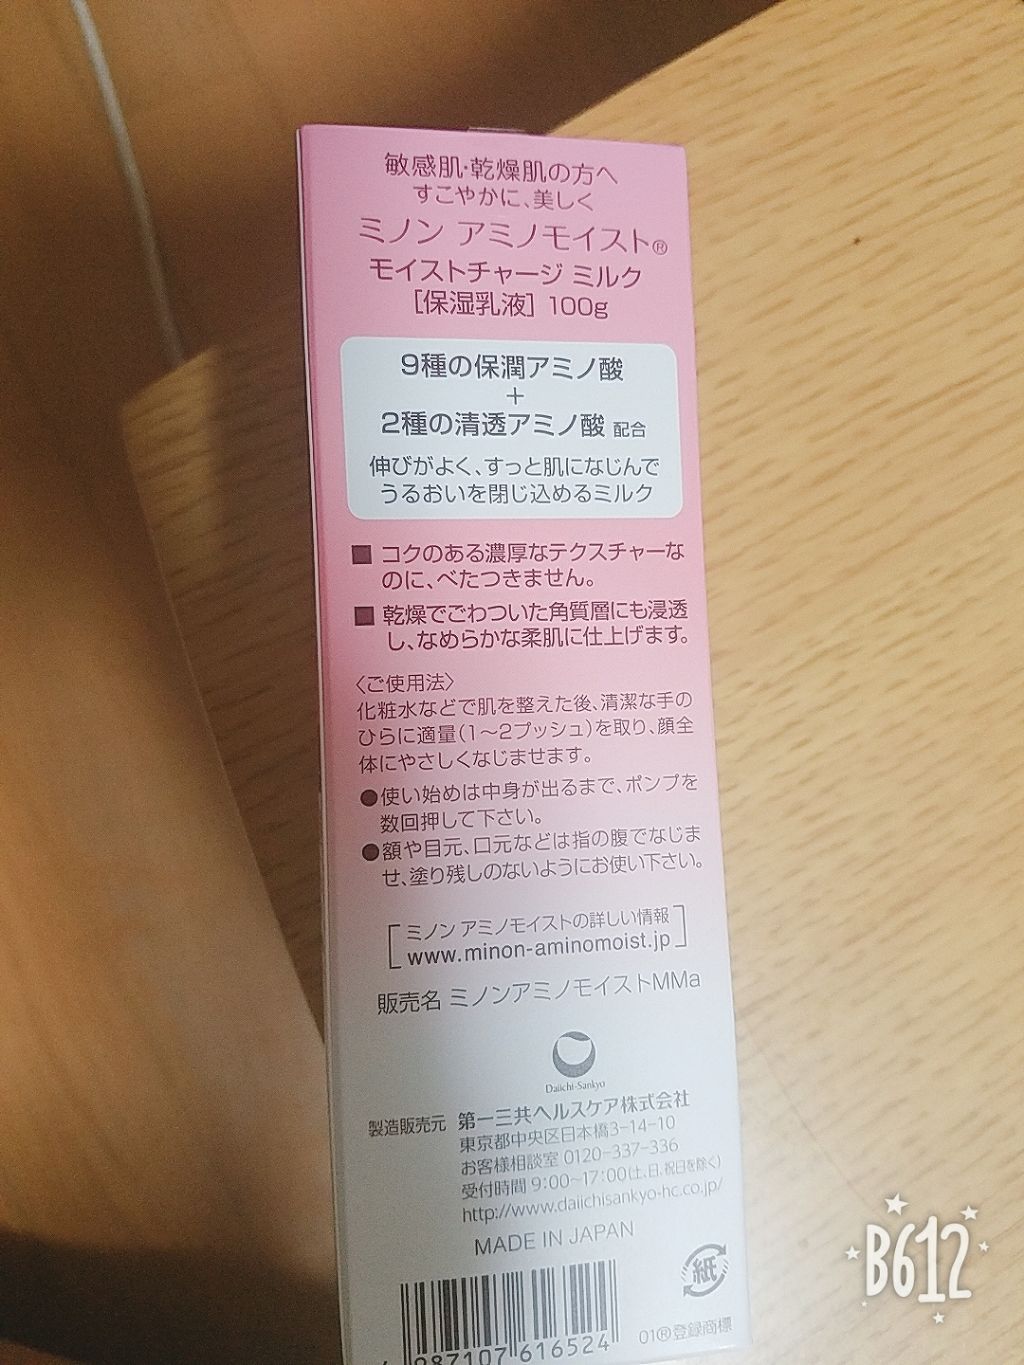 敏感肌・乾燥肌の方へ
すこやかに、美しく
ミノン アミノモイスト®
モイストチャージ ミルク
[保湿乳液] 100g
9種の保潤アミノ酸
+
2種の清透アミノ酸 配合
伸びがよく、すっと肌になじんで
うるおいを閉じ込めるミルク
■ コクのある濃厚なテクスチャーな
のに、べたつきません。
■ 乾燥でごわついた角質層にも浸透
し、なめらかな柔肌に仕上げます。
〈ご使用法〉
化粧水などで肌を整えた後、清潔な手の
ひらに適量(1〜2プッシュ)を取り、顔全
体にやさしくなじませます。
●使い始めは中身が出るまで、ポンプを
数回押して下さい。
●額や目元、口元などは指の腹でなじま
せ、塗り残しのないようにお使い下さい。
ミノン アミノモイストの詳しい情報
www.minon-aminomoist.jp
販売名 ミノンアミノモイストMMa
Daiichi-Sankyo
製造販売元 第一三共ヘルスケア株式会社
東京都中央区日本橋3-14-10
お客様相談室 0120-337-336
受付時間 9:00〜17:00(土、日、祝日を除く)
http://www.daiichisankyo-hc.co.jp/
MADE IN JAPAN
紙
987107 616524
01®登録商標
B612